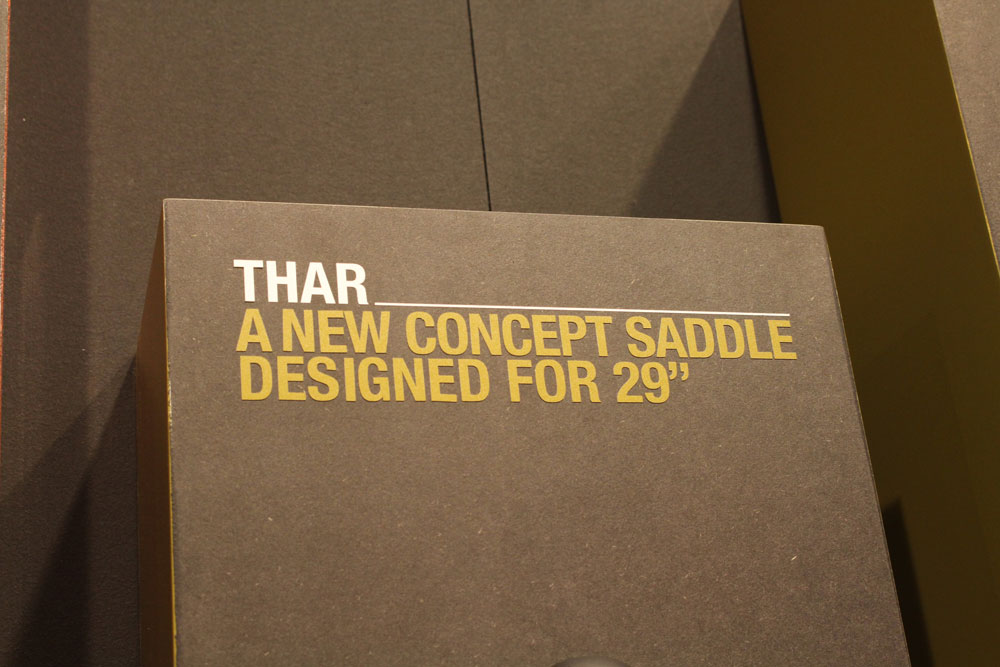 THAR
A NEW CONCEPT SADDLE
DESIGNED FOR 29”